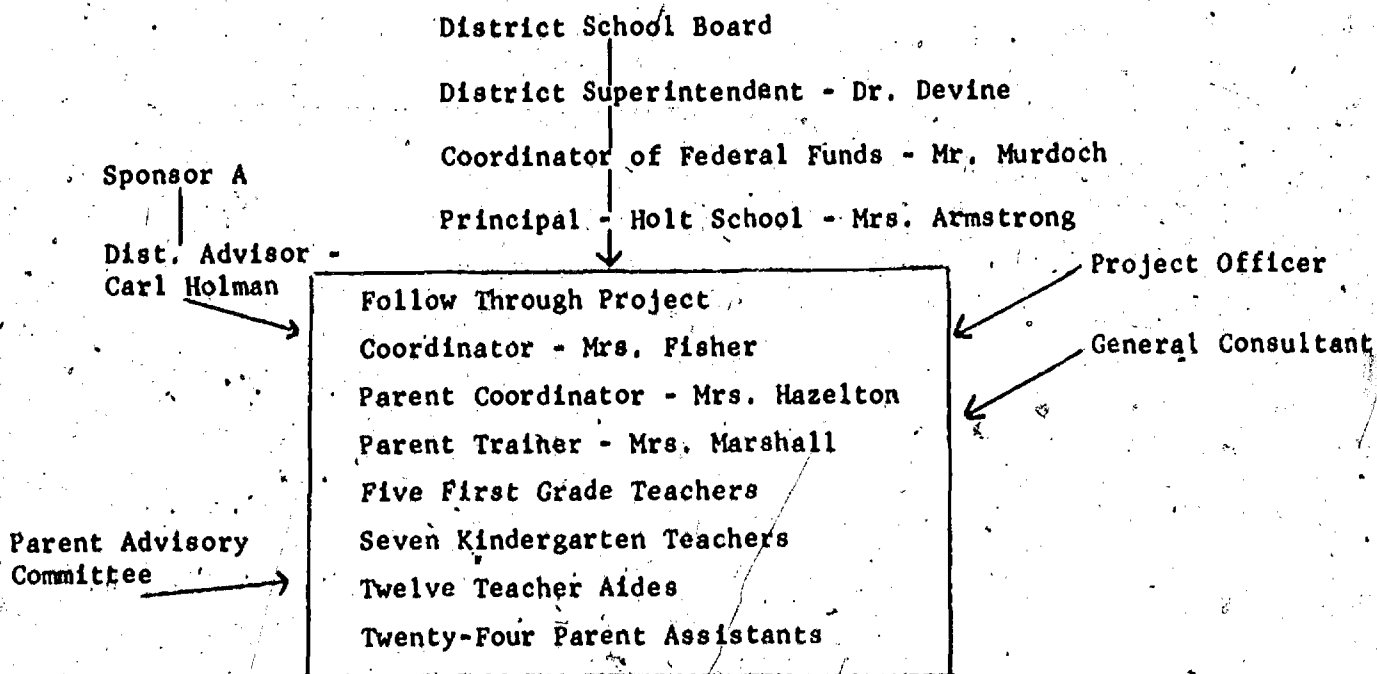 District School Board
District Superintendent - Dr. Devine
Coordinator of Federal Funds - Mr. Murdoch
Principal - Holt School - Mrs. Armstrong
Sponsor A
Dist. Advisor -
Carl Holman
Project Officer
General Consultant
Follow Through Project
Coordinator - Mrs. Fisher
Parent Coordinator - Mrs. Hazelton
Parent Trainer - Mrs. Marshall
Five First Grade Teachers
Seven Kindergarten Teachers
Twelve Teacher Aides
Twenty-Four Parent Assistants
Parent Advisory
Committee